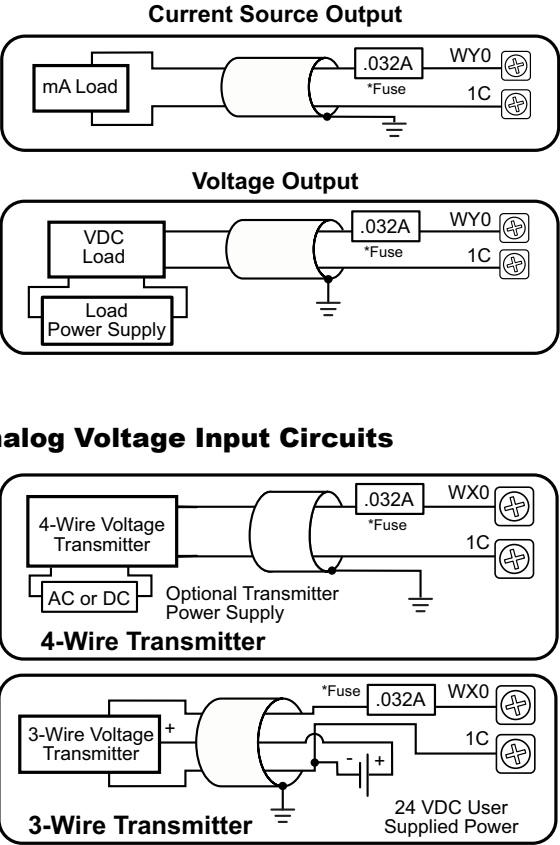 Current Source Output
mA Load
.032A
*Fuse
WY0
1C
Voltage Output
VDC
Load
Load
Power Supply
.032A
*Fuse
WY0
1C
nalog Voltage Input Circuits
4-Wire Voltage
Transmitter
AC or DC
Optional Transmitter
Power Supply
.032A
*Fuse
WX0
1C
4-Wire Transmitter
3-Wire Voltage
Transmitter
+
*Fuse
.032A
WX0
1C
- +
24 VDC User
Supplied Power
3-Wire Transmitter